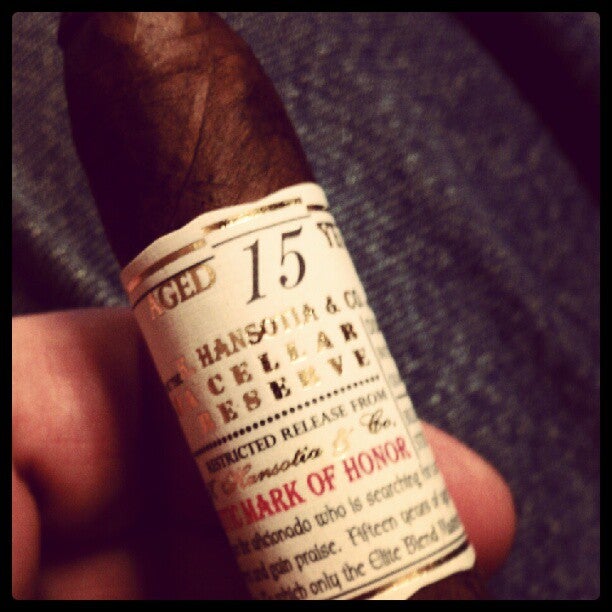 AGED 15 YE
HANSOTIA & CO.
CELLAR
RESERVE
RESTRICTED RELEASE FROM
Hansotia & Co.
MARK OF HONOR
aficionado who is searching
and gain praise. Fifteen years of
which only the Elite Blend